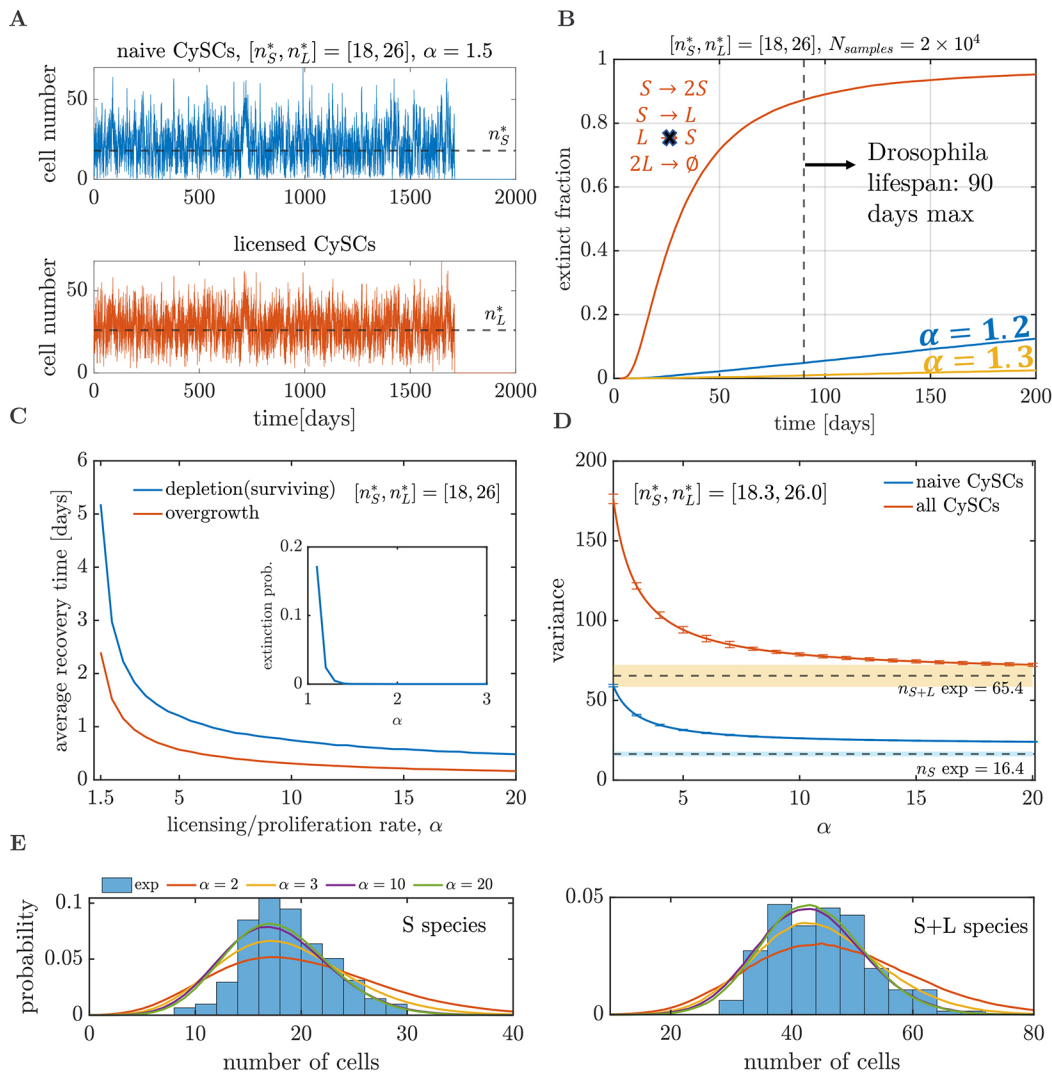 A
naive CySCs, [n*_S, n*_L] = [18, 26], α = 1.5
cell number
50
0
n*_S
0 500 1000 1500 2000
licensed CySCs
cell number
50
0
n*_L
0 500 1000 1500 2000
time[days]
B
[n*_S, n*_L] = [18, 26], N_samples = 2 × 10^4
extinct fraction
1
0.8
0.6
0.4
0.2
0
S → 2S
S → L
L ✖ S
2L → ∅
Drosophila
lifespan: 90
days max
α = 1.2
α = 1.3
0 50 100 150 200
time [days]
C
average recovery time [days]
6
5
4
3
2
1
0
depletion(surviving)
overgrowth
[n*_S, n*_L] = [18, 26]
extinction prob.
0.2
0.1
0
1 2 3
α
1.5 5 10 15 20
licensing/proliferation rate, α
D
variance
200
150
100
50
0
[n*_S, n*_L] = [18.3, 26.0]
naive CySCs
all CySCs
n_{S+L} exp = 65.4
n_S exp = 16.4
5 10 15 20
α
E
exp α = 2 α = 3 α = 10 α = 20
probability
0.1
0.05
0
S species
0 10 20 30 40
number of cells
0.05
0
S+L species
20 40 60 80
number of cells